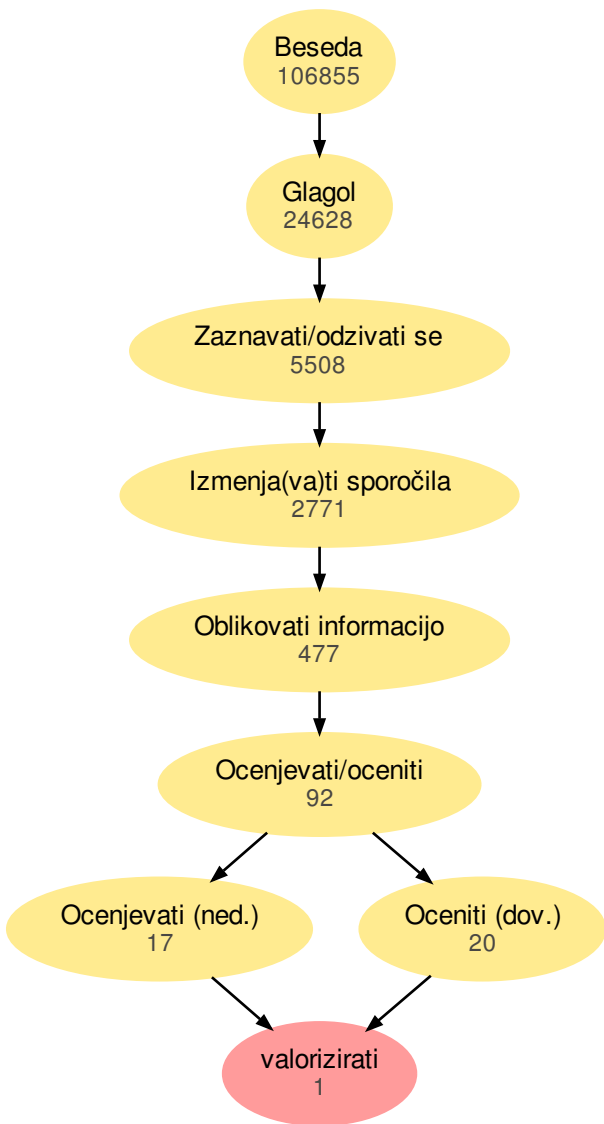 Beseda
106855
Glagol
24628
Zaznavati/odzivati se
5508
Izmenja(va)ti sporočila
2771
Oblikovati informacijo
477
Ocenjevati/oceniti
92
Ocenjevati (ned.)
17
Oceniti (dov.)
20
valorizirati
1